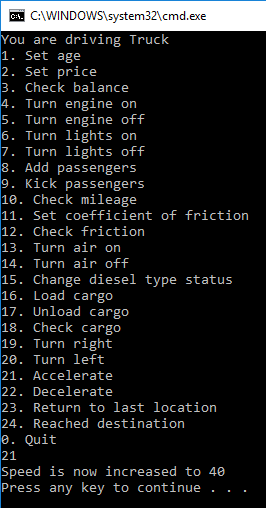 C:\WINDOWS\system32\cmd.exe
You are driving Truck
1. Set age
2. Set price
3. Check balance
4. Turn engine on
5. Turn engine off
6. Turn lights on
7. Turn lights off
8. Add passengers
9. Kick passengers
10. Check mileage
11. Set coefficient of friction
12. Check friction
13. Turn air on
14. Turn air off
15. Change diesel type status
16. Load cargo
17. Unload cargo
18. Check cargo
19. Turn right
20. Turn left
21. Accelerate
22. Decelerate
23. Return to last location
24. Reached destination
0. Quit
21
Speed is now increased to 40
Press any key to continue . . .